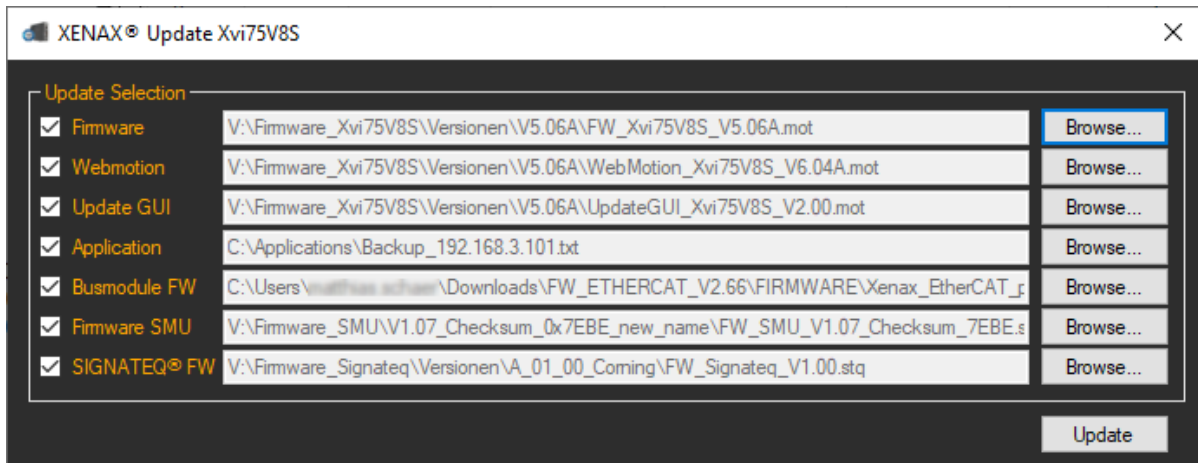 XENAX® Update Xvi75V8S
Update Selection
Firmware V:\Firmware_Xvi75V8S\Versionen\V5.06A\FW_Xvi75V8S_V5.06A.mot Browse...
Webmotion V:\Firmware_Xvi75V8S\Versionen\V5.06A\WebMotion_Xvi75V8S_V6.04A.mot Browse...
Update GUI V:\Firmware_Xvi75V8S\Versionen\V5.06A\UpdateGUI_Xvi75V8S_V2.00.mot Browse...
Application C:\Applications\Backup_192.168.3.101.txt Browse...
Busmodule FW C:\Users\ \Downloads\FW_ETHERCAT_V2.66\FIRMWARE\Xenax_EtherCAT_p Browse...
Firmware SMU V:\Firmware_SMU\V1.07_Checksum_0x7EBE_new_name\FW_SMU_V1.07_Checksum_7EBE.s Browse...
SIGNATEQ® FW V:\Firmware_Signateq\Versionen\A_01_00_Corning\FW_Signateq_V1.00.stq Browse...
Update